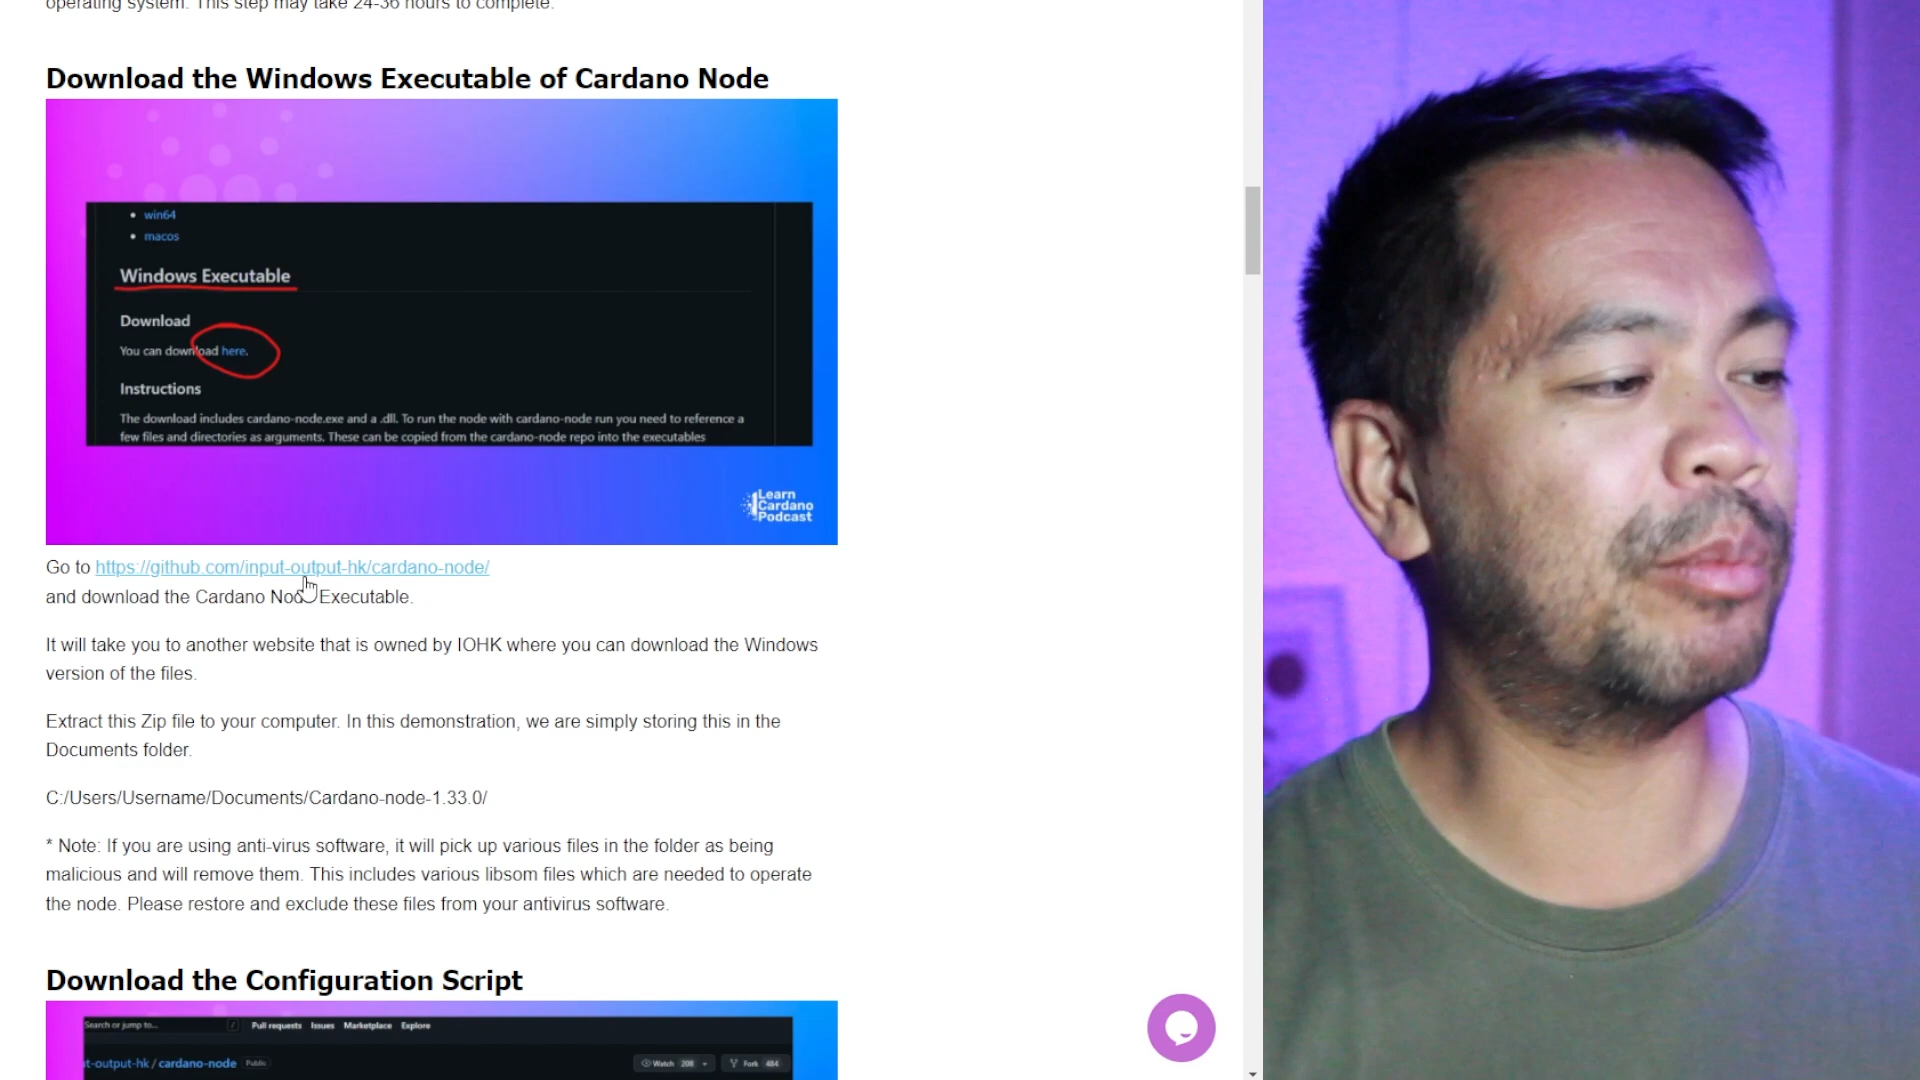 operating system. This step may take 24-36 hours to complete.
Download the Windows Executable of Cardano Node
win64
macos
Windows Executable
Download
You can download here.
Instructions
The download includes cardano-node.exe and a .dll. To run the node with cardano-node run you need to reference a
few files and directories as arguments. These can be copied from the cardano-node repo into the executables
Learn
Cardano
Podcast
Go to https://github.com/input-output-hk/cardano-node/
and download the Cardano Node Executable.
It will take you to another website that is owned by IOHK where you can download the Windows
version of the files.
Extract this Zip file to your computer. In this demonstration, we are simply storing this in the
Documents folder.
C:/Users/Username/Documents/Cardano-node-1.33.0/
* Note: If you are using anti-virus software, it will pick up various files in the folder as being
malicious and will remove them. This includes various libsom files which are needed to operate
the node. Please restore and exclude these files from your antivirus software.
Download the Configuration Script
Search or jump to... / Pull requests Issues Marketplace Explore
t-output-hk / cardano-node Public Watch 208 Fork 484